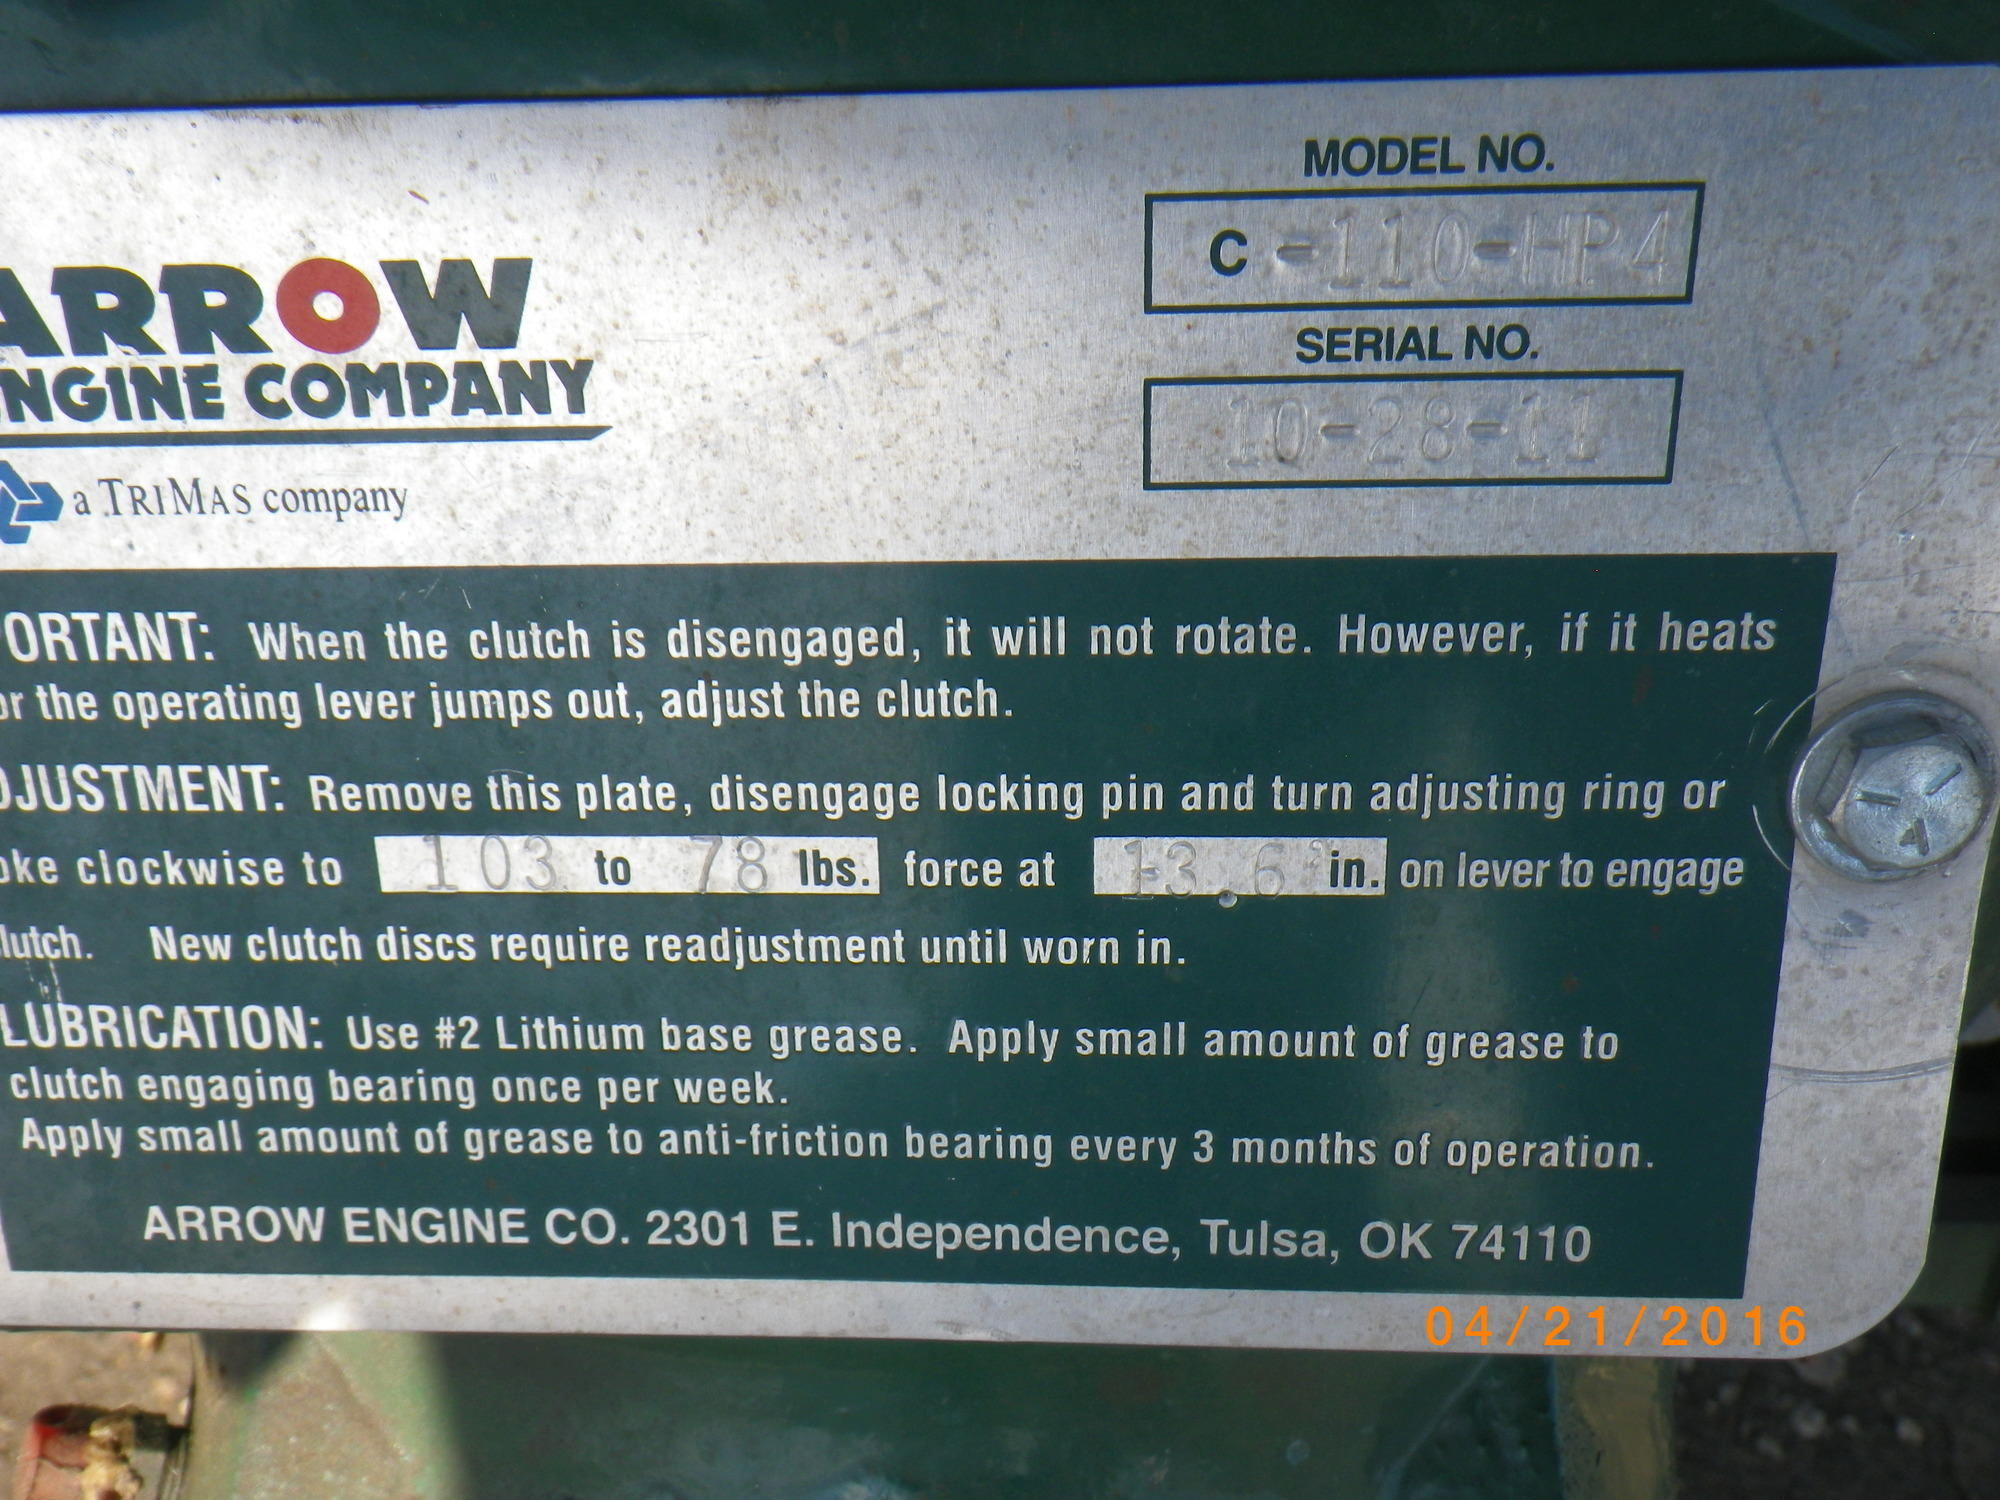 ARROW
NGINE COMPANY
a TRIMAS company
MODEL NO.
C -110-HP4
SERIAL NO.
10-28-11
ORTANT: When the clutch is disengaged, it will not rotate. However, if it heats
or the operating lever jumps out, adjust the clutch.
DJUSTMENT: Remove this plate, disengage locking pin and turn adjusting ring or
oke clockwise to 103 to 78 lbs. force at 13.6 in. on lever to engage
lutch. New clutch discs require readjustment until worn in.
LUBRICATION: Use #2 Lithium base grease. Apply small amount of grease to
clutch engaging bearing once per week.
Apply small amount of grease to anti-friction bearing every 3 months of operation.
ARROW ENGINE CO. 2301 E. Independence, Tulsa, OK 74110
04/21/2016